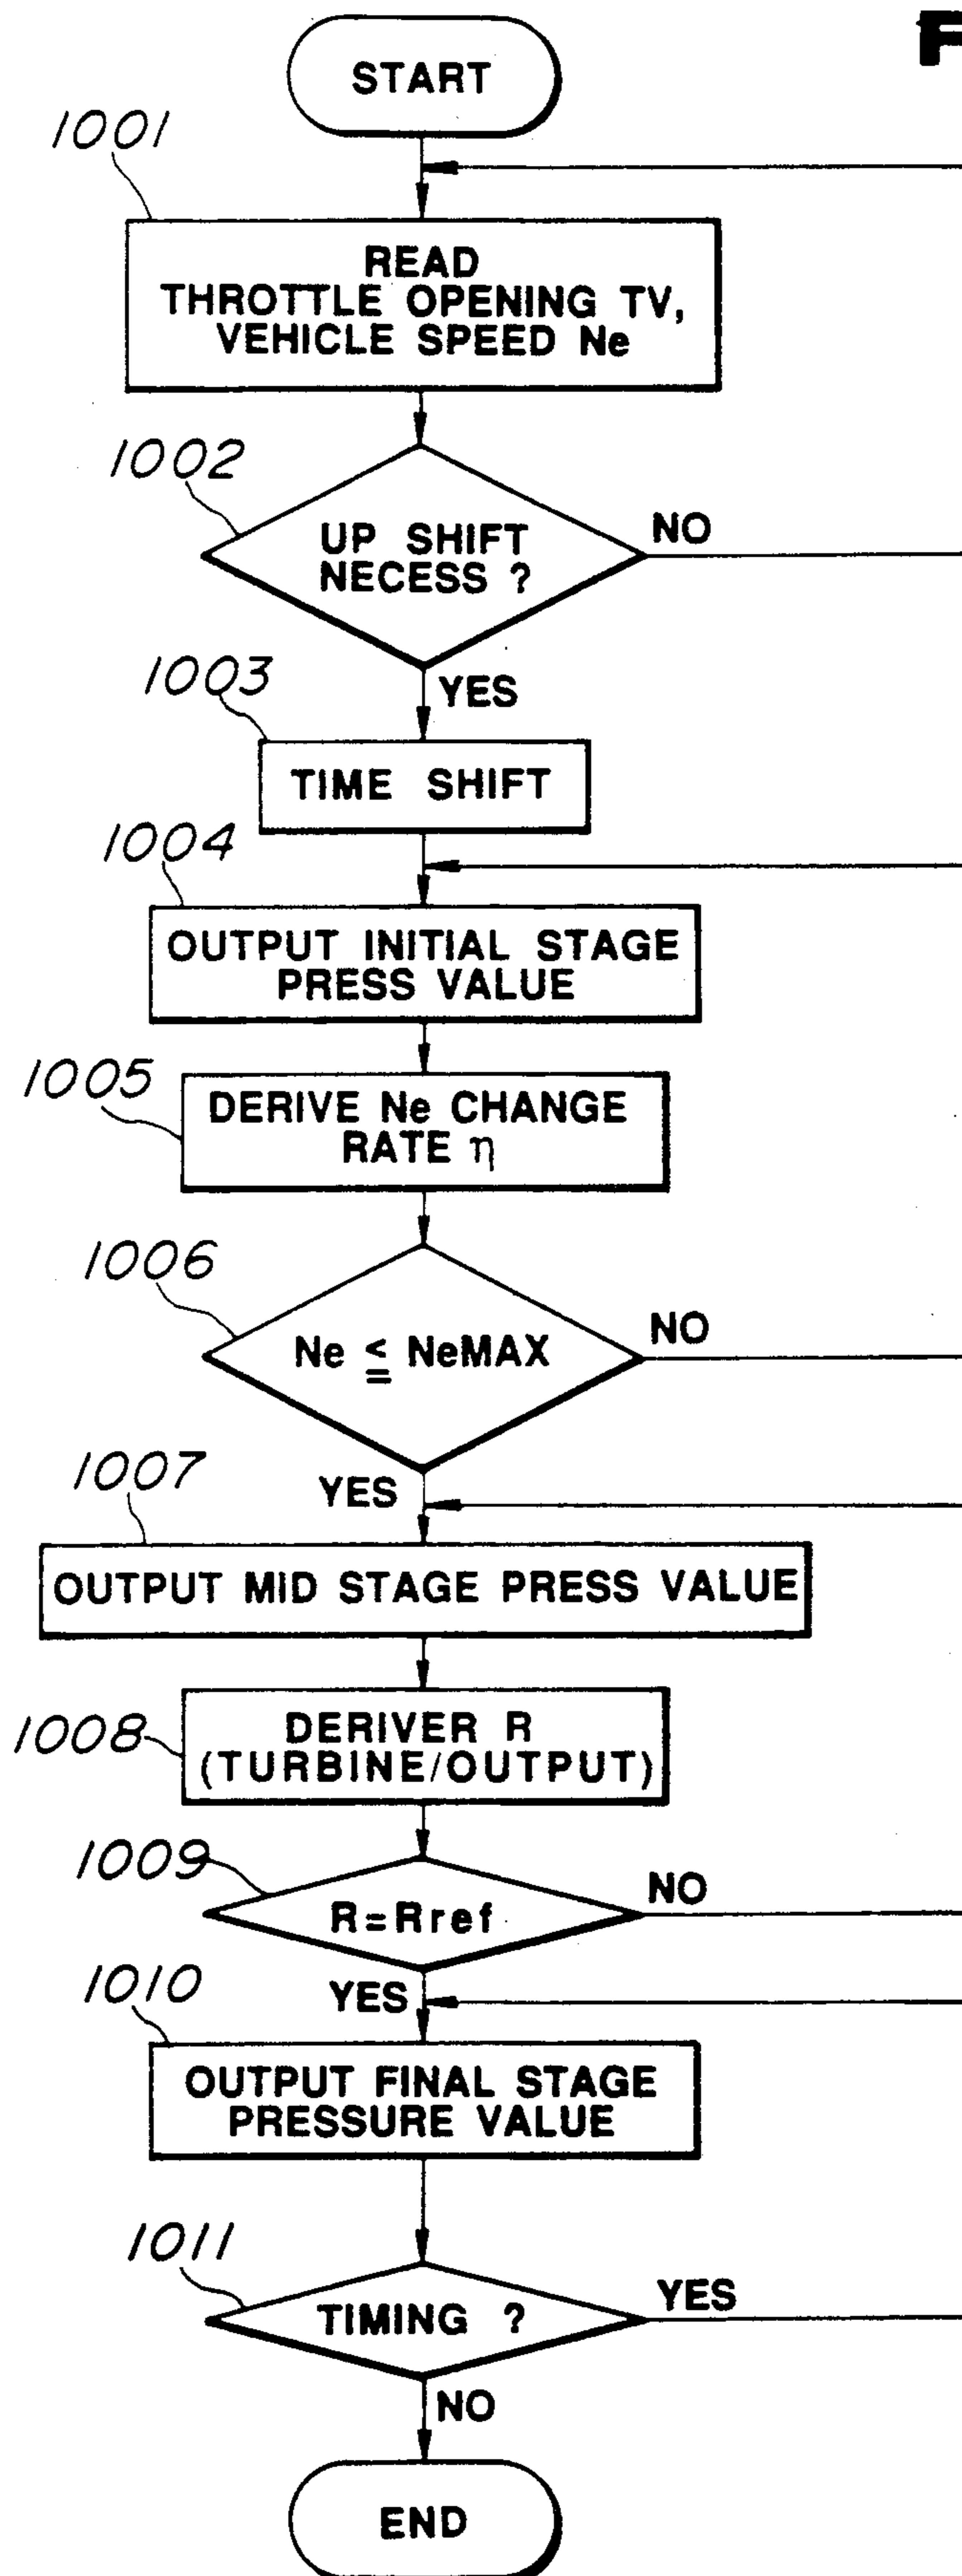 F
START
1001
READ
THROTTLE OPENING TV,
VEHICLE SPEED Ne
1002
UP SHIFT
NECESS ?
NO
YES
1003
TIME SHIFT
1004
OUTPUT INITIAL STAGE
PRESS VALUE
1005
DERIVE Ne CHANGE
RATE η
1006
Ne ≦ NeMAX
NO
YES
1007
OUTPUT MID STAGE PRESS VALUE
1008
DERIVER R
(TURBINE/OUTPUT)
1009
R=Rref
NO
YES
1010
OUTPUT FINAL STAGE
PRESSURE VALUE
1011
TIMING ?
YES
NO
END